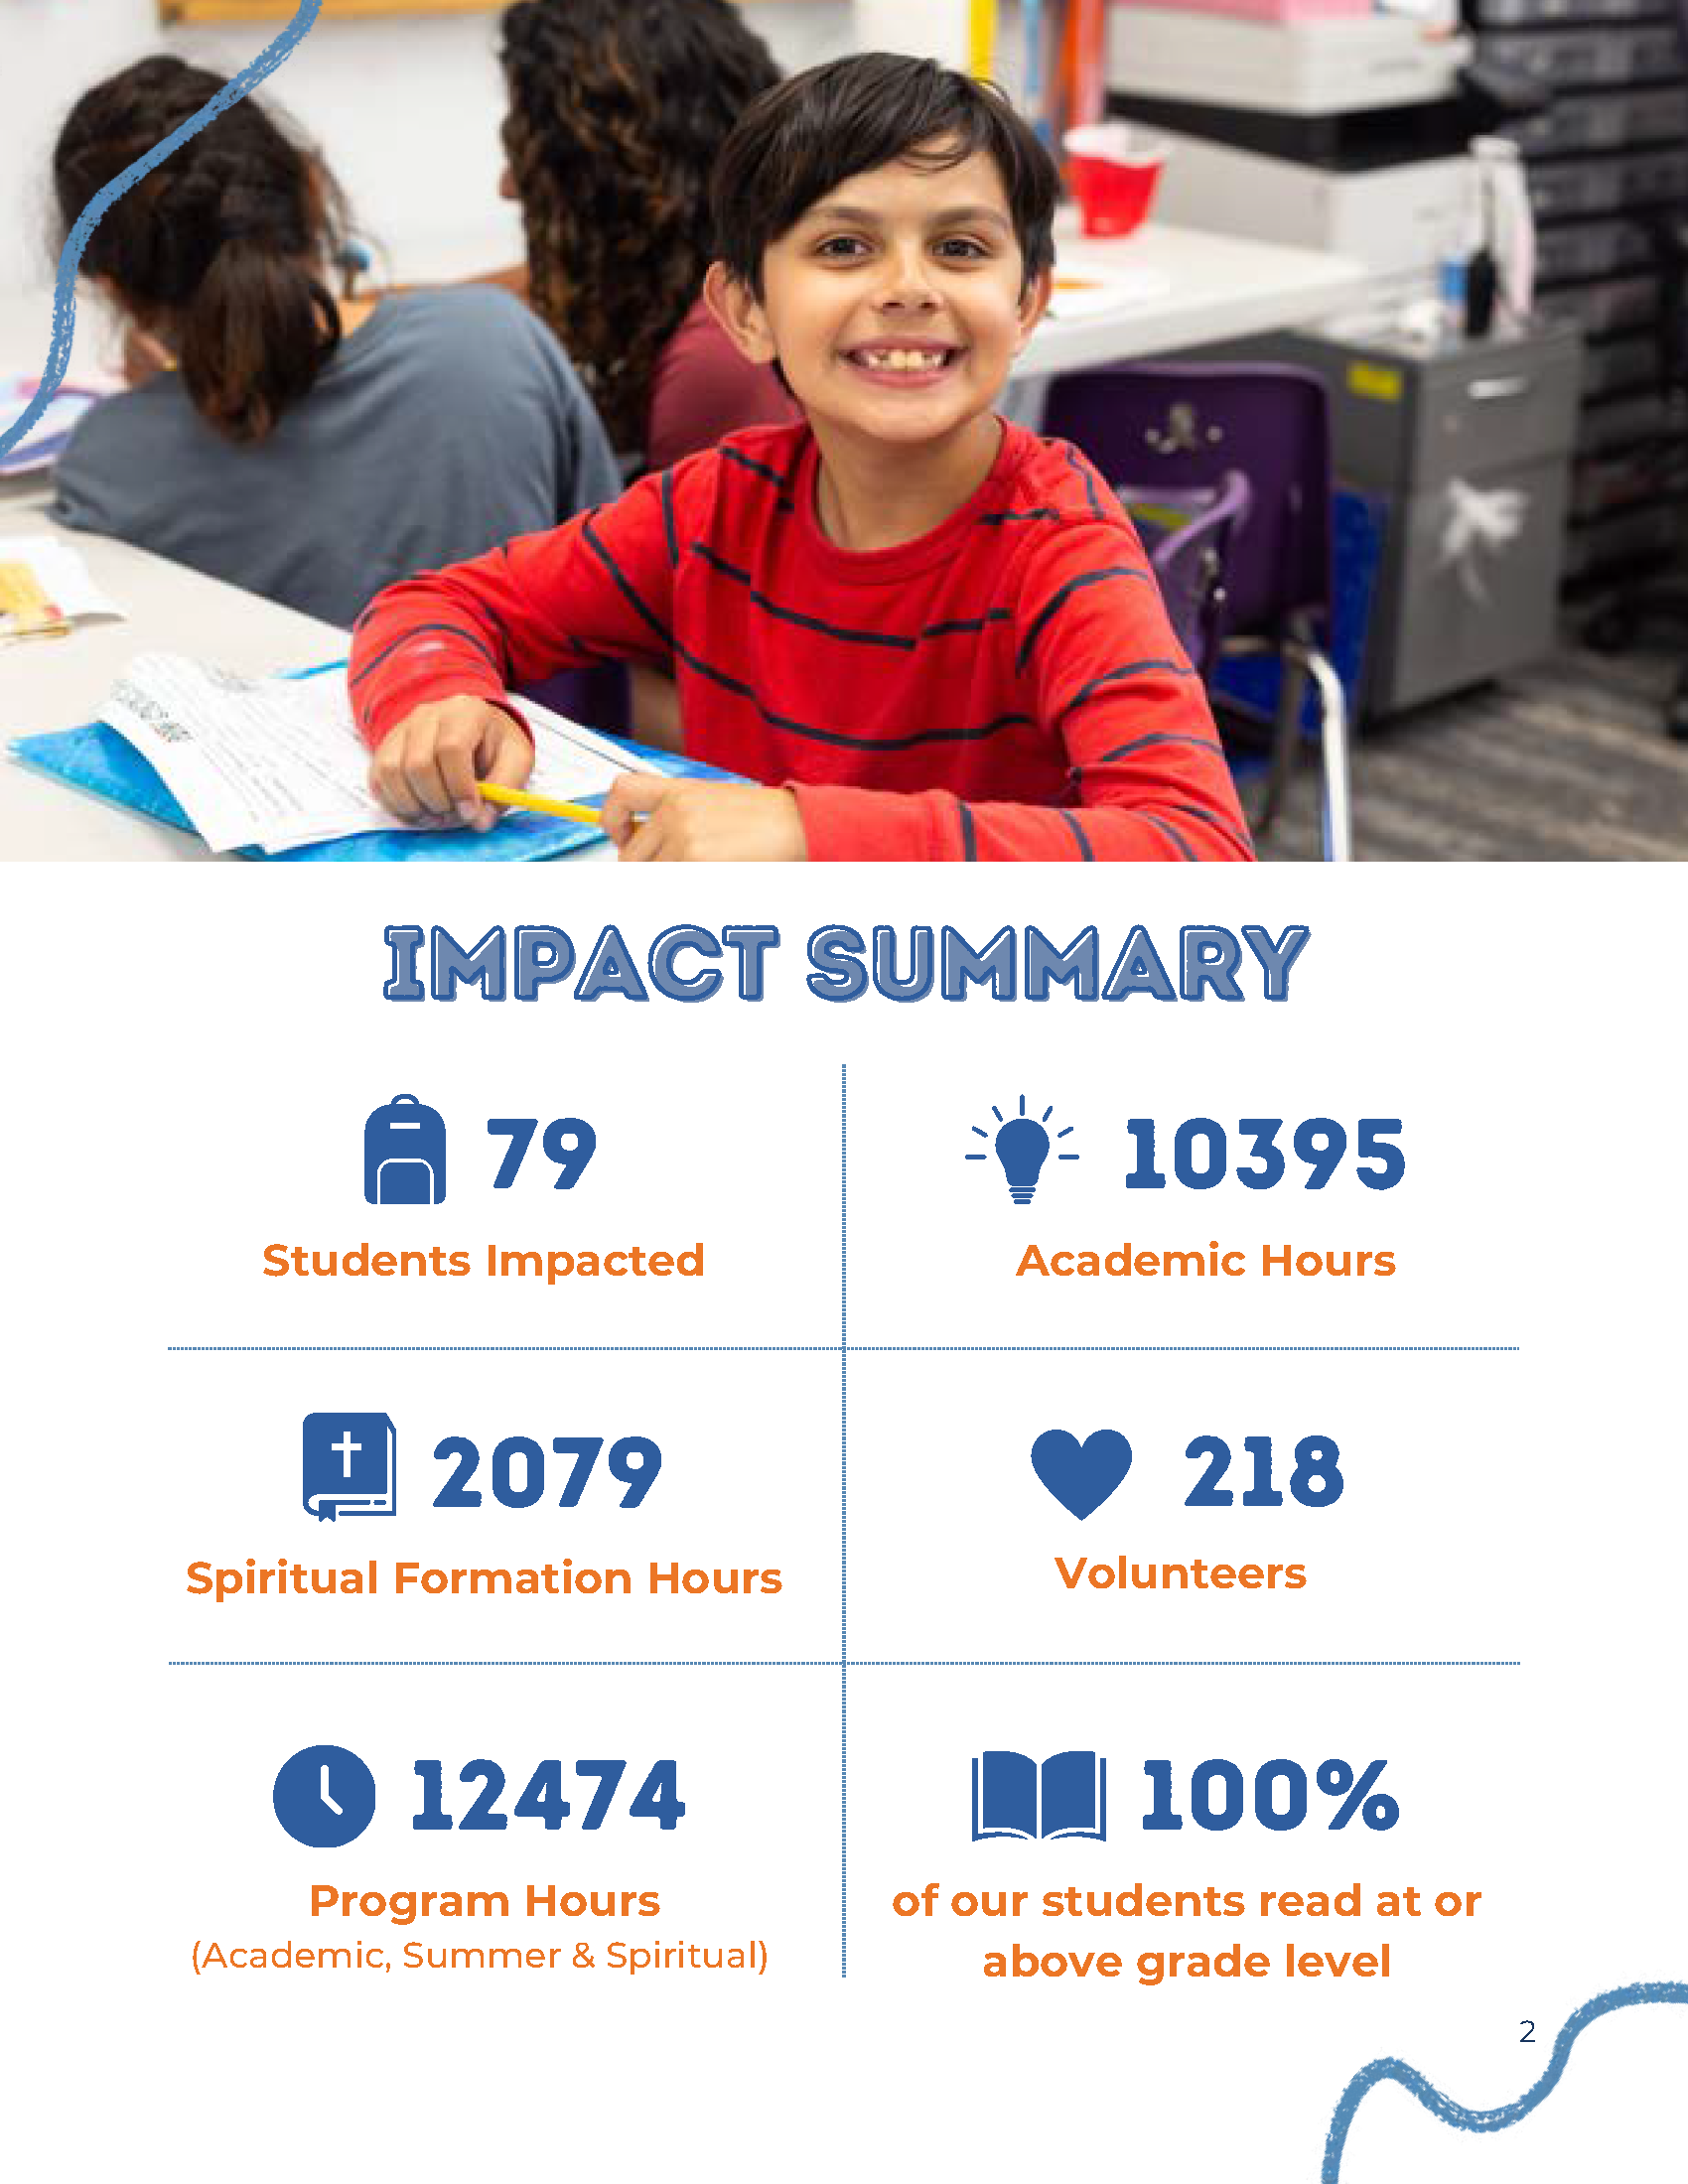 IMPACT SUMMARY
79
Students Impacted
10395
Academic Hours
2079
Spiritual Formation Hours
218
Volunteers
12474
Program Hours
(Academic, Summer & Spiritual)
100%
of our students read at or
above grade level
2